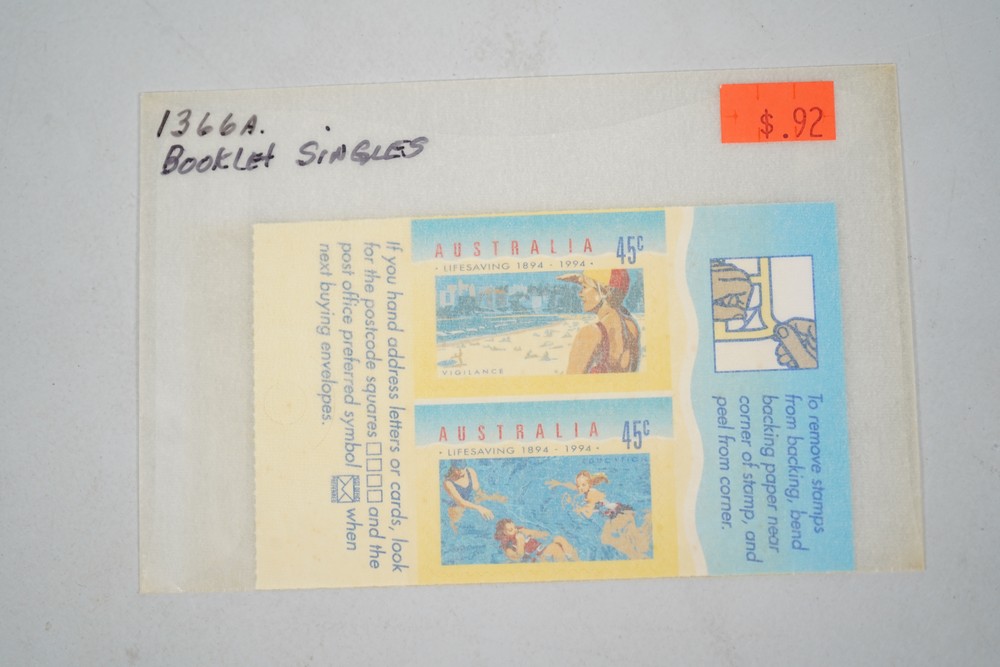 1366A.
BOOKLET SINGLES
$.92
If you hand address letters or cards, look
for the postcode squares □□□□ and the
post office preferred symbol when
next buying envelopes.
AUSTRALIA 45c
• LIFESAVING 1894 - 1994 •
VIGILANCE
AUSTRALIA 45c
• LIFESAVING 1894 - 1994 •
EDUCATION
To remove stamps
from backing, bend
backing paper near
corner of stamp, and
peel from corner.